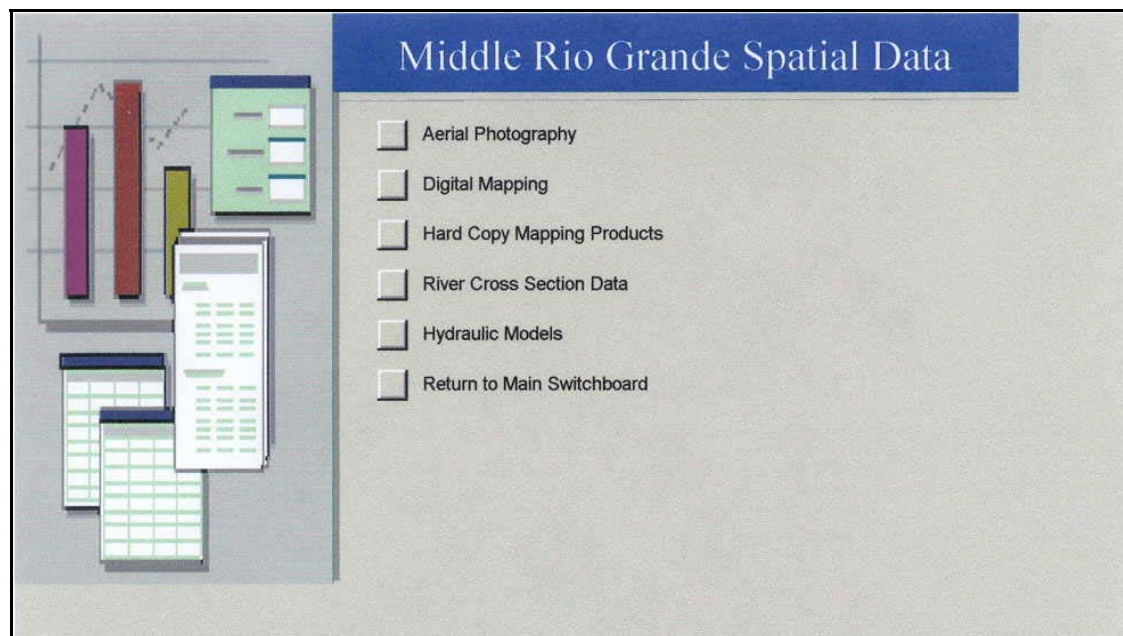 Middle Rio Grande Spatial Data
Aerial Photography
Digital Mapping
Hard Copy Mapping Products
River Cross Section Data
Hydraulic Models
Return to Main Switchboard